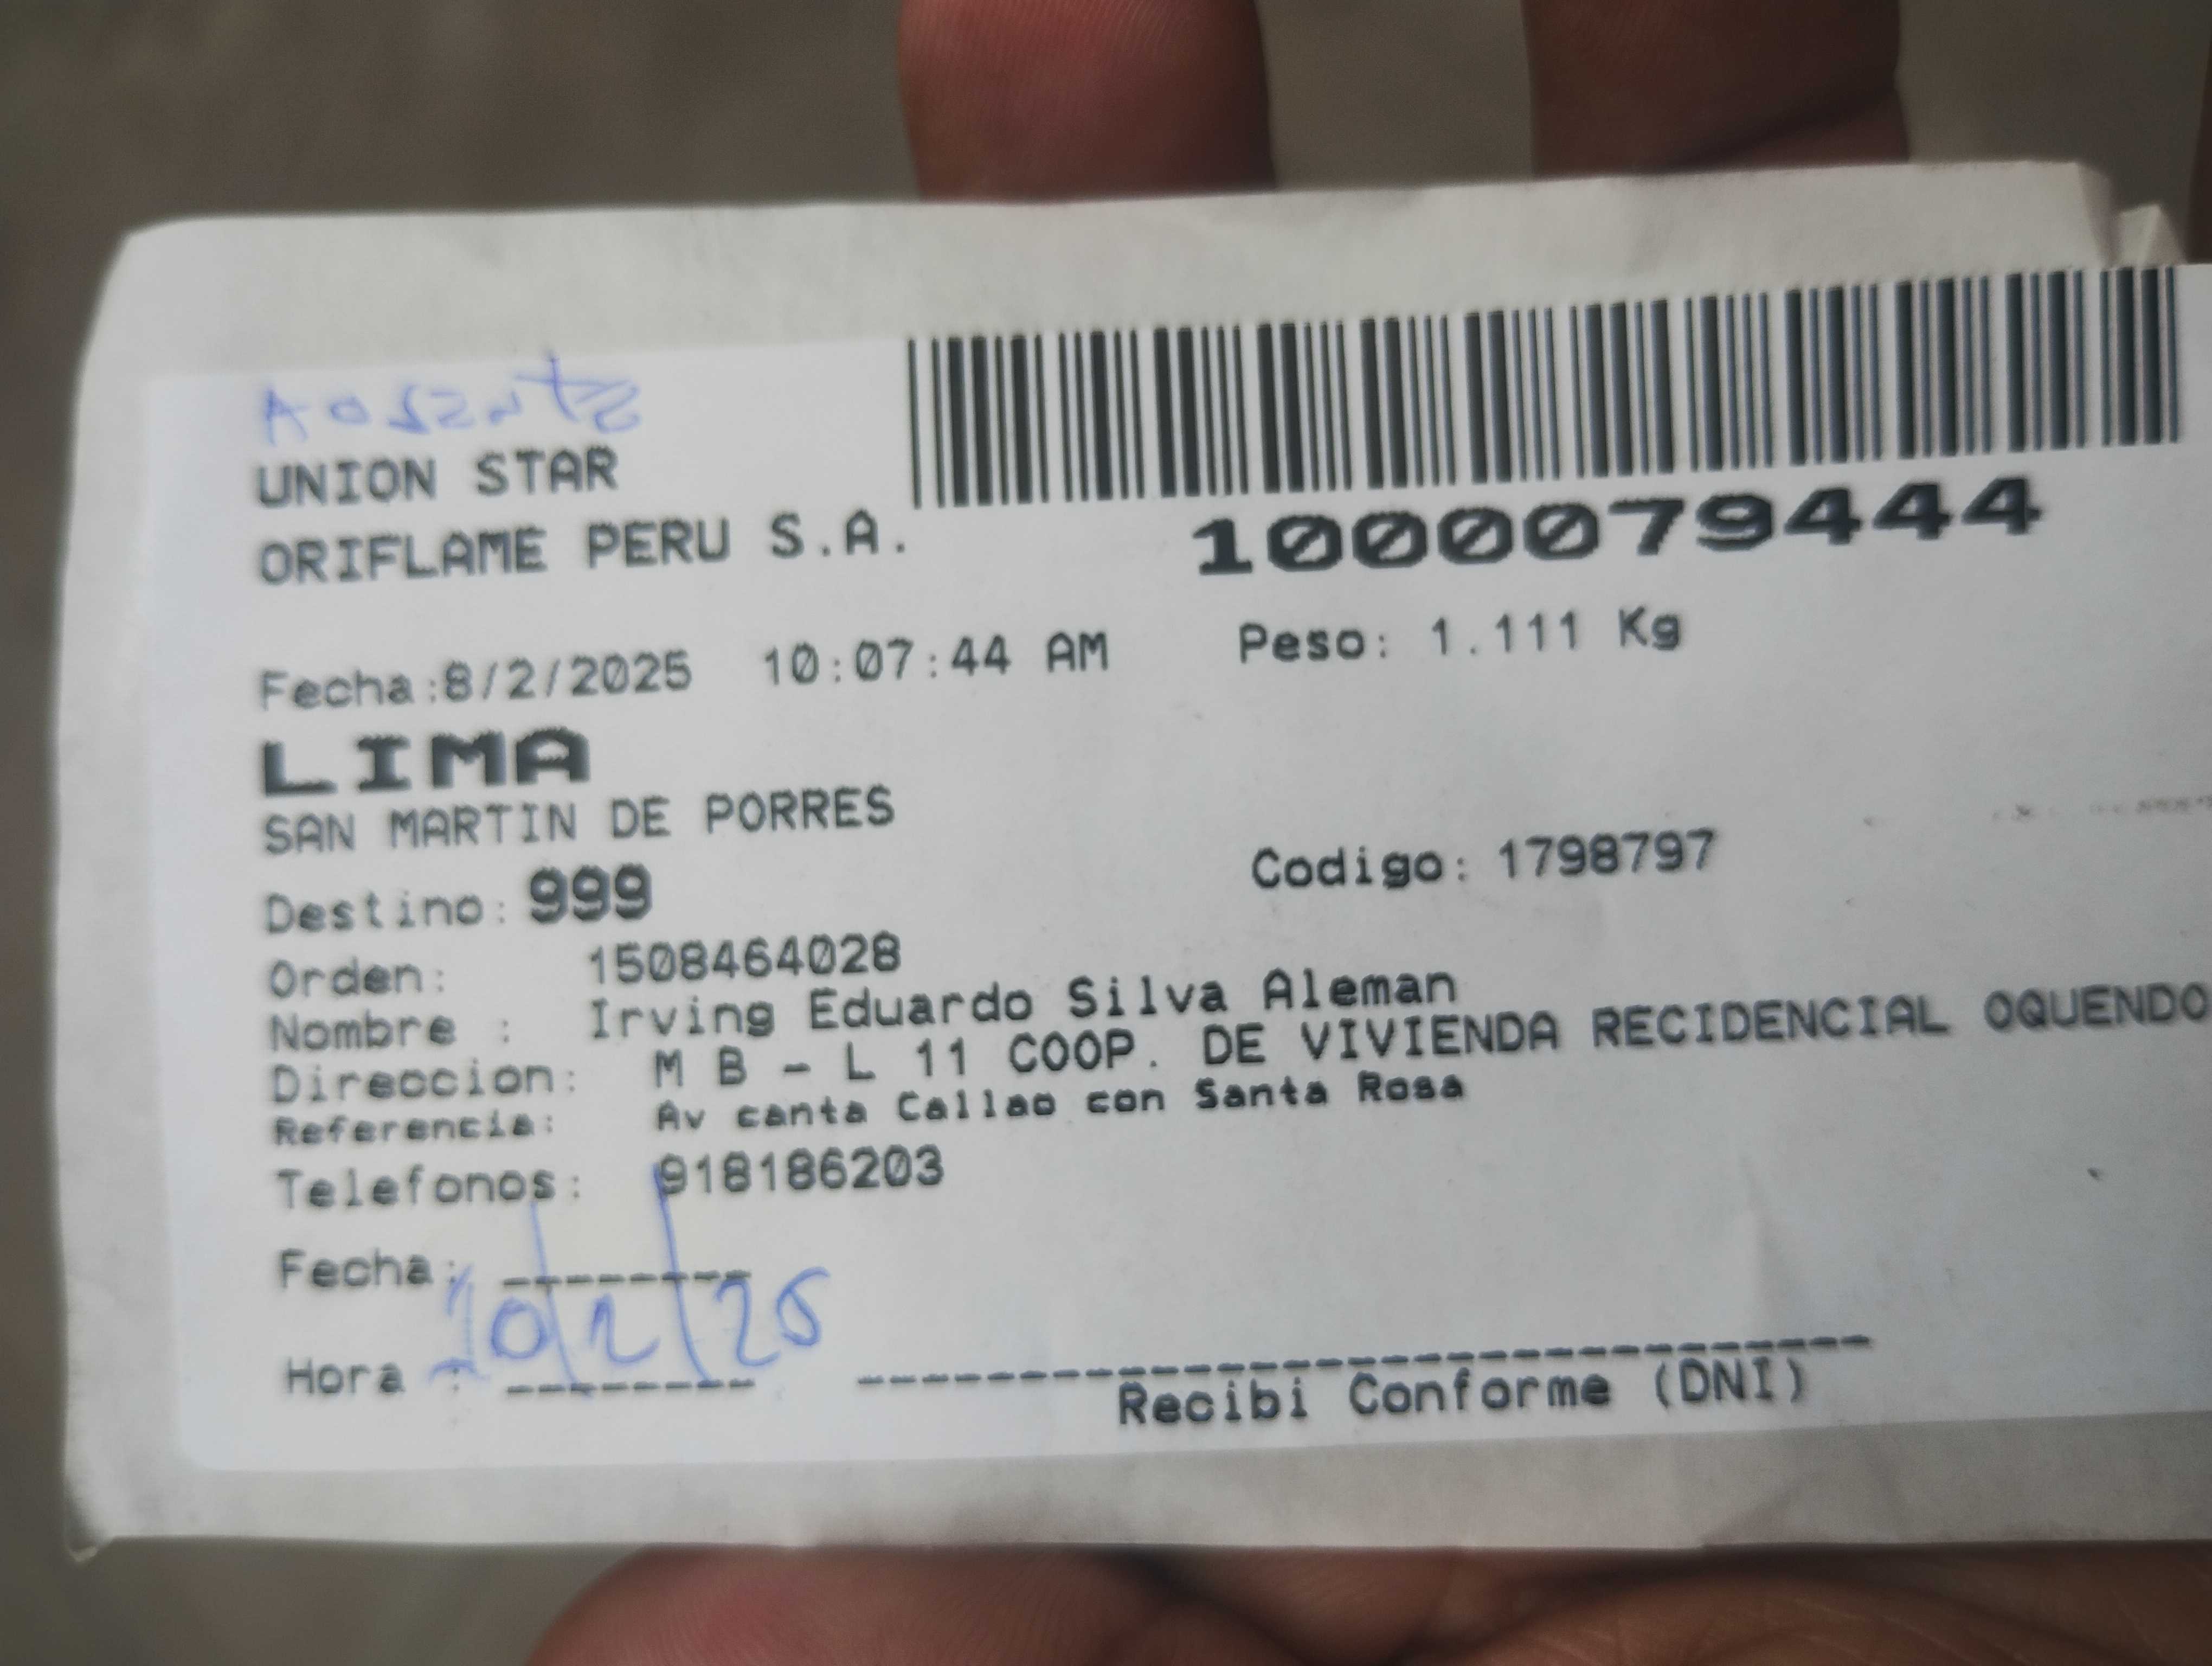 Ausente
UNION STAR
ORIFLAME PERU S.A.
1000079444
Fecha:8/2/2025 10:07:44 AM Peso: 1.111 Kg
LIMA
SAN MARTIN DE PORRES
Destino: 999 Codigo: 1798797
Orden: 1508464028
Nombre : Irving Eduardo Silva Aleman
Direccion: M B - L 11 COOP. DE VIVIENDA RECIDENCIAL OQUENDO
Referencia: Av canta Callao con Santa Rosa
Telefonos: 918186203
Fecha: 10/2/25
Hora :
Recibi Conforme (DNI)